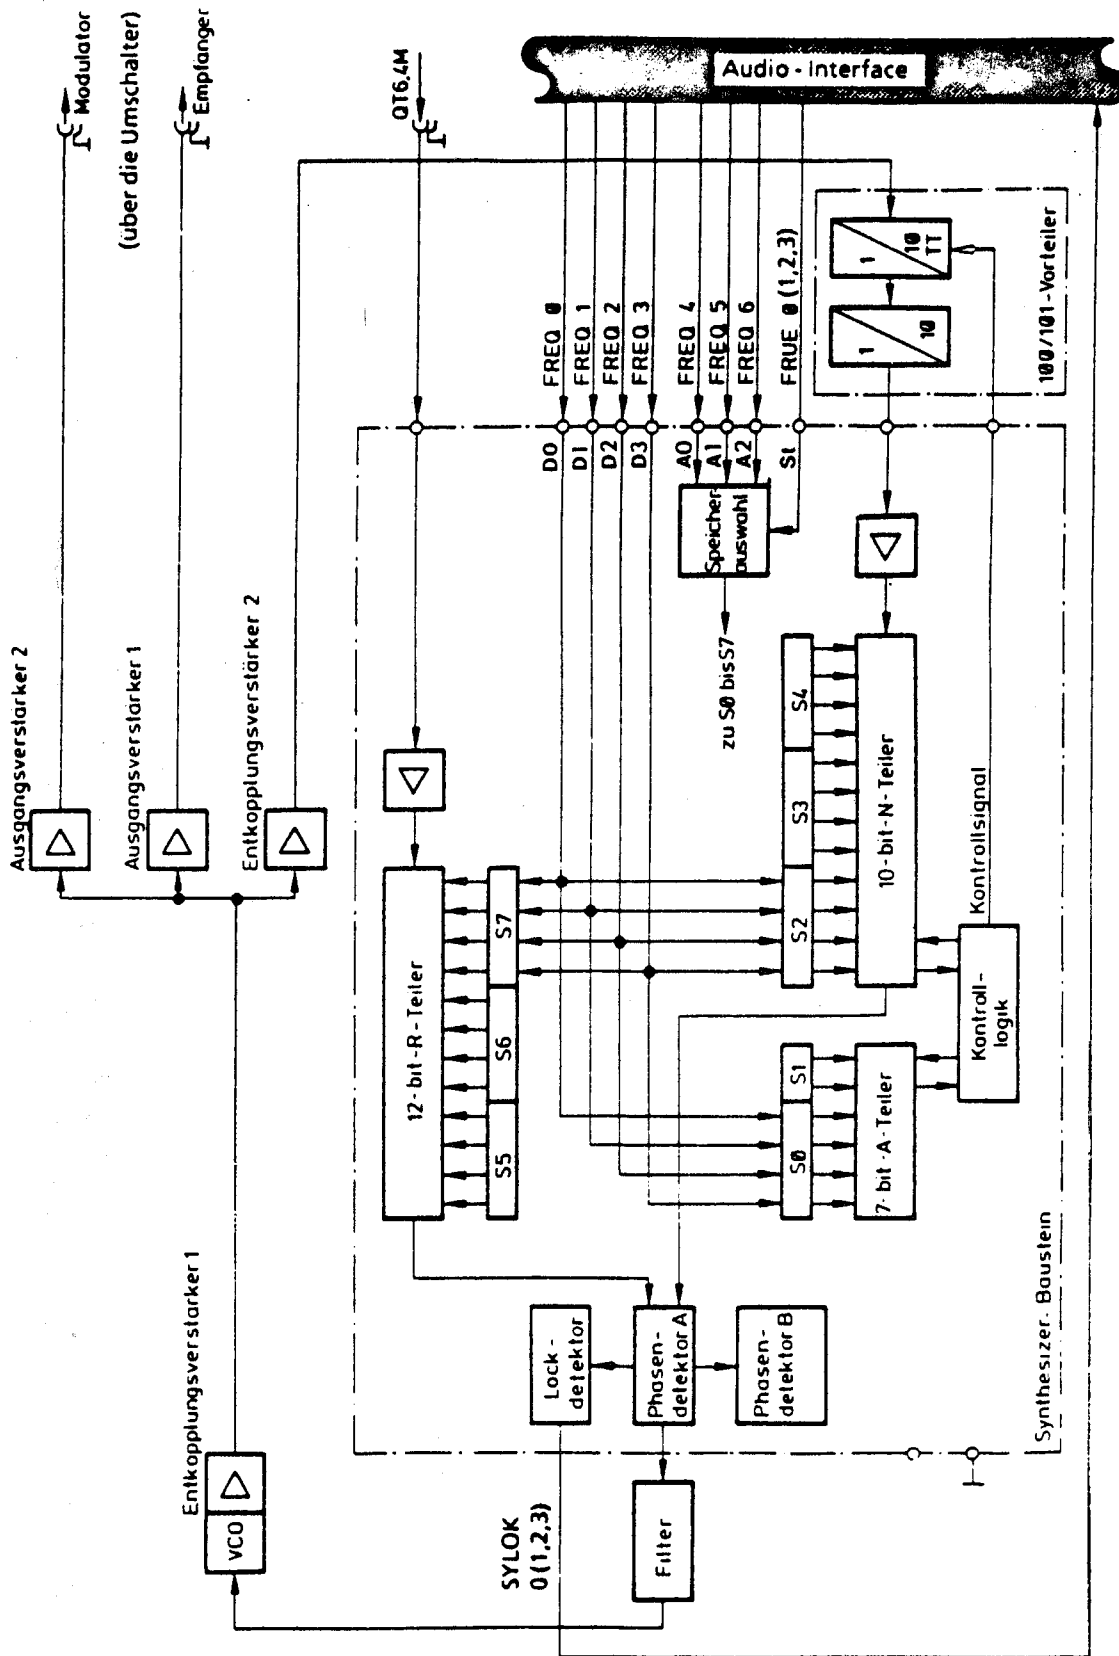 Modulator
(über die Umschalter)
Empfänger
QT6,4M
Audio-Interface
Ausgangsverstärker 2
Ausgangsverstärker 1
Entkopplungsverstärker 2
Entkopplungsverstärker 1
VCO
FREQ 0
FREQ 1
FREQ 2
FREQ 3
FREQ 4
FREQ 5
FREQ 6
FRUE 0 (1,2,3)
D0
D1
D2
D3
A0
A1
A2
St
1
10
TT
1
10
100/101-Vorteiler
Speicher-
auswahl
zu S0 bis S7
12-bit-R-Teiler
S5
S6
S7
S0
S1
S2
S3
S4
7-bit-A-Teiler
10-bit-N-Teiler
Kontrollsignal
Kontroll-
logik
Lock-
detektor
Phasen-
detektor A
Phasen-
detektor B
Synthesizer-Baustein
Filter
SYLOK
0 (1,2,3)